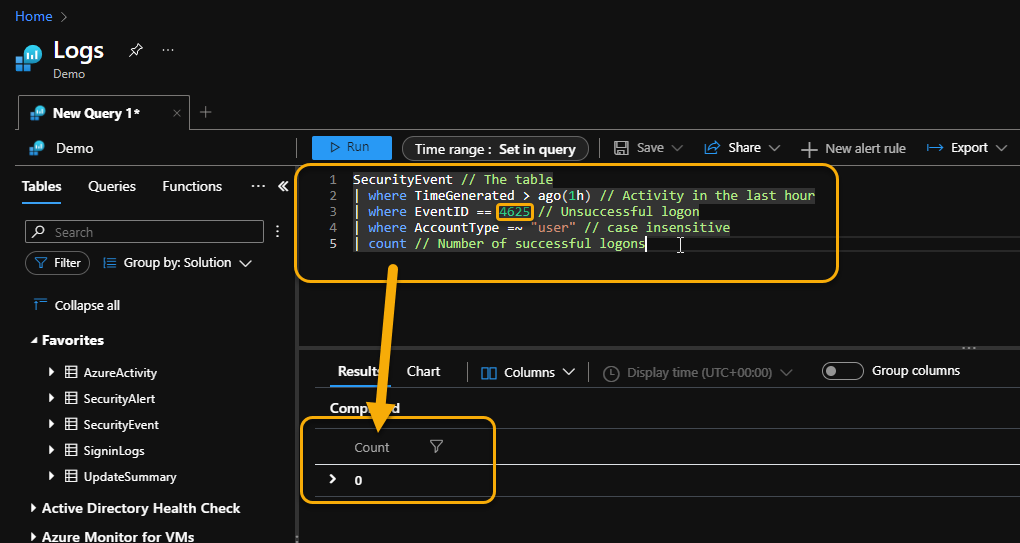 Home
Logs
Demo
New Query 1*
Demo
Run
Time range : Set in query
Save
Share
New alert rule
Export
Tables
Queries
Functions
Search
Filter
Group by: Solution
Collapse all
Favorites
AzureActivity
SecurityAlert
SecurityEvent
SigninLogs
UpdateSummary
Active Directory Health Check
Azure Monitor for VMs
1 SecurityEvent // The table
2 | where TimeGenerated > ago(1h) // Activity in the last hour
3 | where EventID == 4625 // Unsuccessful logon
4 | where AccountType =~ "user" // case insensitive
5 | count // Number of successful logons
Results
Chart
Columns
Display time (UTC+00:00)
Group columns
Completed
Count
0